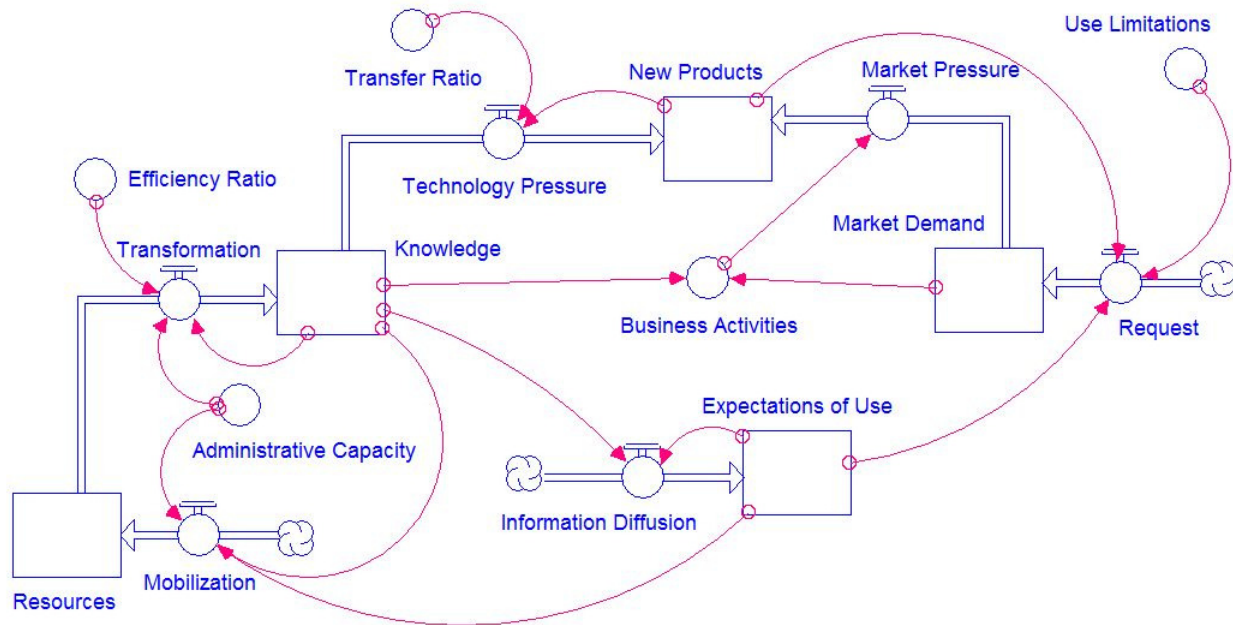 Use Limitations
Transfer Ratio
New Products
Market Pressure
Efficiency Ratio
Technology Pressure
Transformation
Knowledge
Market Demand
Business Activities
Request
Expectations of Use
Administrative Capacity
Information Diffusion
Mobilization
Resources